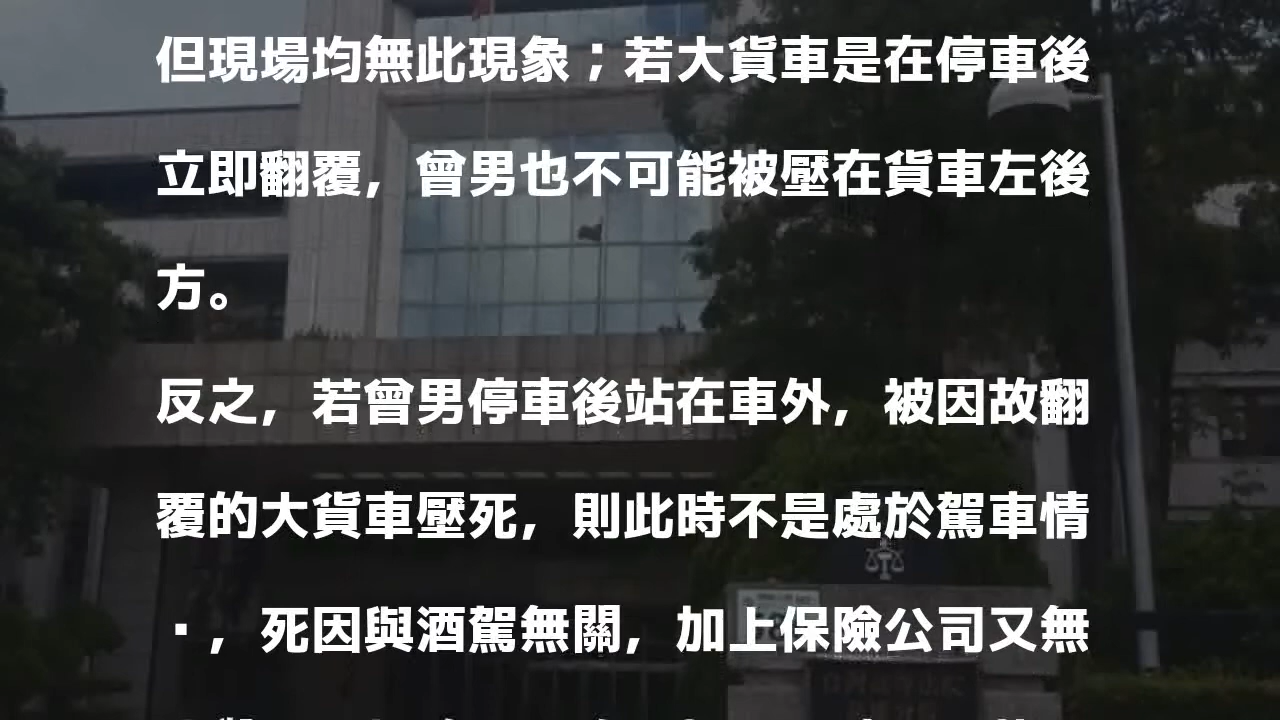 但現場均無此現象；若大貨車是在停車後
立即翻覆，曾男也不可能被壓在貨車左後
方。
反之，若曾男停車後站在車外，被因故翻
覆的大貨車壓死，則此時不是處於駕車情
▪，死因與酒駕無關，加上保險公司又無